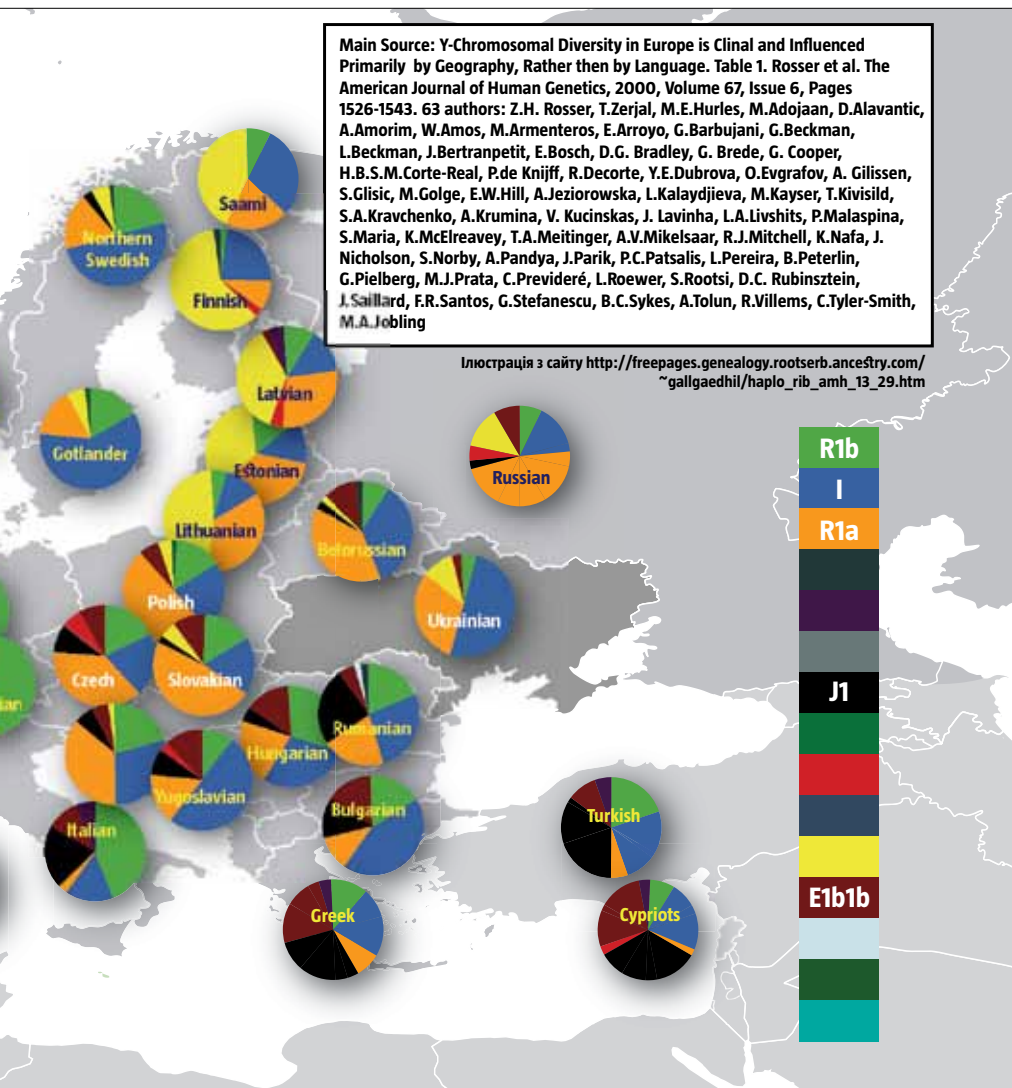 Main Source: Y-Chromosomal Diversity in Europe is Clinal and Influenced
Primarily by Geography, Rather then by Language. Table 1. Rosser et al. The
American Journal of Human Genetics, 2000, Volume 67, Issue 6, Pages
1526-1543. 63 authors: Z.H. Rosser, T.Zerjal, M.E.Hurles, M.Adojaan, D.Alavantic,
A.Amorim, W.Amos, M.Armenteros, E.Arroyo, G.Barbujani, G.Beckman,
L.Beckman, J.Bertranpetit, E.Bosch, D.G. Bradley, G. Brede, G. Cooper,
H.B.S.M.Corte-Real, P.de Knijff, R.Decorte, Y.E.Dubrova, O.Evgrafov, A. Gilissen,
S.Glisic, M.Golge, E.W.Hill, A.Jeziorowska, L.Kalaydjieva, M.Kayser, T.Kivisild,
S.A.Kravchenko, A.Krumina, V. Kucinskas, J. Lavinha, L.A.Livshits, P.Malaspina,
S.Maria, K.McElreavey, T.A.Meitinger, A.V.Mikelsaar, R.J.Mitchell, K.Nafa, J.
Nicholson, S.Norby, A.Pandya, J.Parik, P.C.Patsalis, L.Pereira, B.Peterlin,
G.Pielberg, M.J.Prata, C.Previderé, L.Roewer, S.Rootsi, D.C. Rubinsztein,
J.Saillard, F.R.Santos, G.Stefanescu, B.C.Sykes, A.Tolun, R.Villems, C.Tyler-Smith,
M.A.Jobling
Ілюстрація з сайту http://freepages.genealogy.rootserb.ancestry.com/
~gallgaedhil/haplo_rib_amh_13_29.htm
Saami
Northern
Swedish
Finnish
Latvian
Gotlander
Estonian
Russian
Lithuanian
Belorussian
Polish
Ukrainian
Czech
Slovakian
ian
Rumanian
Hungarian
Yugoslavian
Bulgarian
Italian
Turkish
Greek
Cypriots
R1b
I
R1a
J1
E1b1b